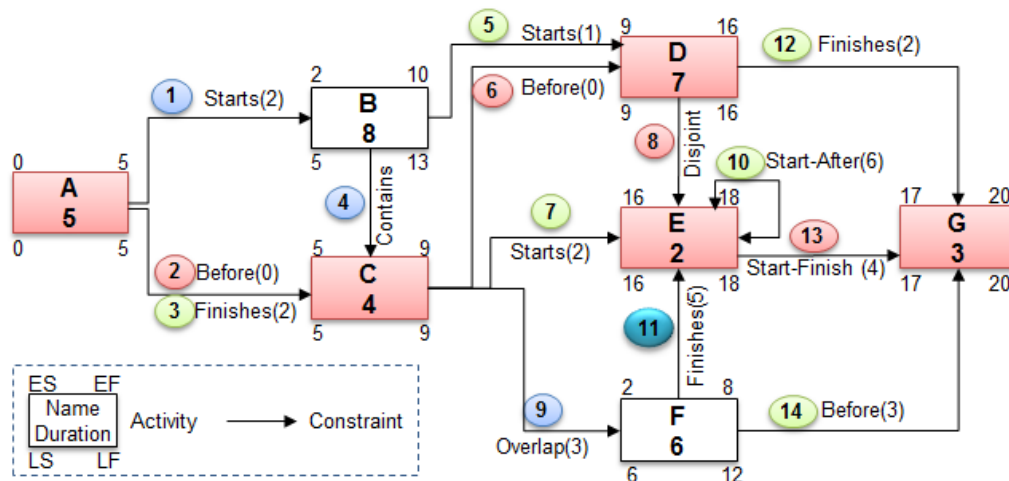 5
Starts(1)
9
16
D
7
9
16
12
Finishes(2)
1
Starts(2)
2
10
B
8
5
13
6
Before(0)
8
Disjoint
10
Start-After(6)
0
5
A
5
0
5
4
Contains
7
Starts(2)
16
18
E
2
16
18
13
Start-Finish (4)
17
20
G
3
17
20
2
Before(0)
3
Finishes(2)
5
9
C
4
5
9
11
Finishes(5)
9
Overlap(3)
2
8
F
6
6
12
14
Before(3)
ES EF
Name
Duration
LS LF
Activity
Constraint